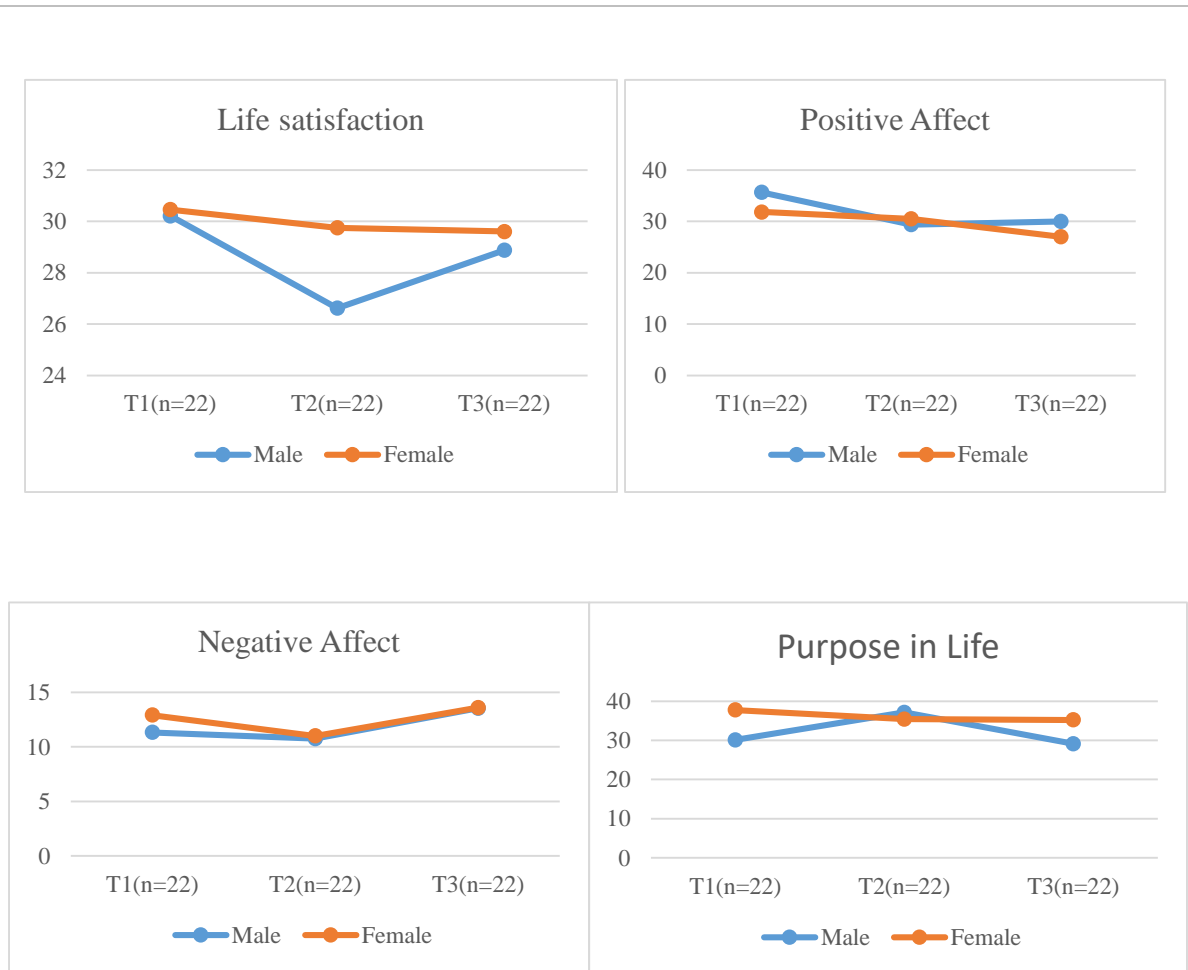 Life satisfaction
32
30
28
26
24
T1(n=22) T2(n=22) T3(n=22)
Male Female
Positive Affect
40
30
20
10
0
T1(n=22) T2(n=22) T3(n=22)
Male Female
Negative Affect
15
10
5
0
T1(n=22) T2(n=22) T3(n=22)
Male Female
Purpose in Life
40
30
20
10
0
T1(n=22) T2(n=22) T3(n=22)
Male Female